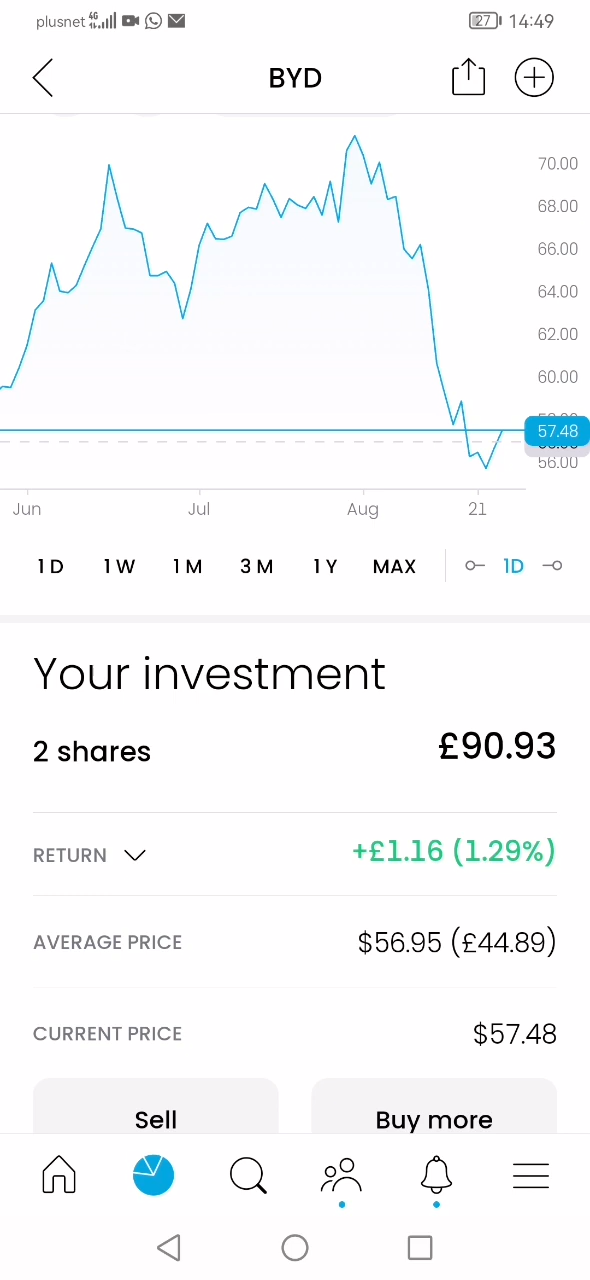 plusnet 4G 27 14:49
BYD
70.00
68.00
66.00
64.00
62.00
60.00
57.48
56.00
Jun Jul Aug 21
1D 1W 1M 3M 1Y MAX 1D
Your investment
2 shares £90.93
RETURN +£1.16 (1.29%)
AVERAGE PRICE $56.95 (£44.89)
CURRENT PRICE $57.48
Sell Buy more